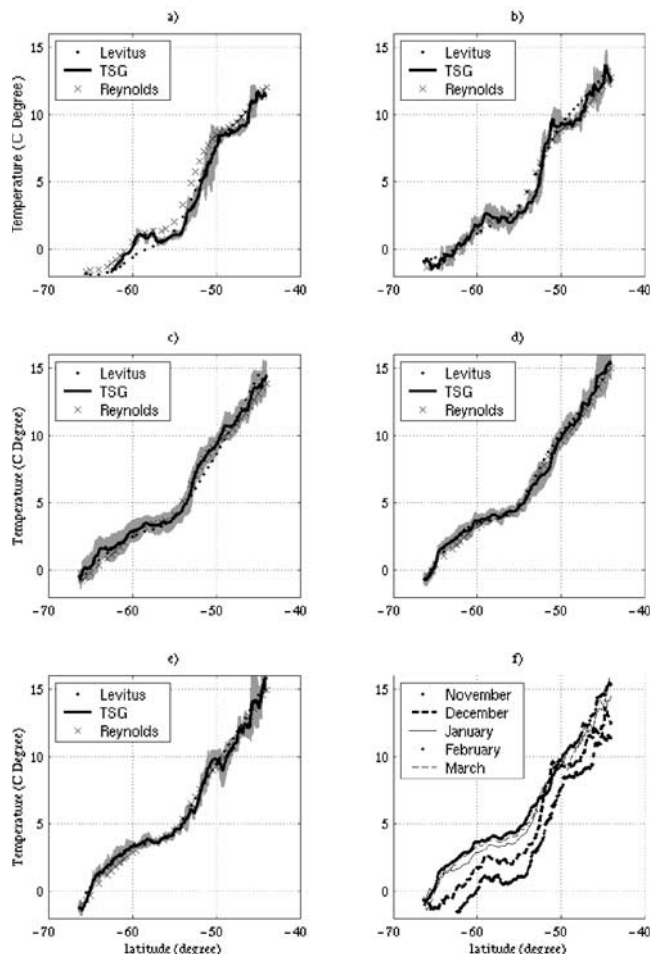 a)
Temperature (C Degree)
15
10
5
0
-70
-60
-50
-40
Levitus
TSG
Reynolds
b)
Temperature (C Degree)
15
10
5
0
-70
-60
-50
-40
Levitus
TSG
Reynolds
c)
Temperature (C Degree)
15
10
5
0
-70
-60
-50
-40
Levitus
TSG
Reynolds
d)
15
10
5
0
-70
-60
-50
-40
Levitus
TSG
Reynolds
e)
Temperature (C Degree)
15
10
5
0
-70
-60
-50
-40
latitude (degree)
Levitus
TSG
Reynolds
f)
15
10
5
0
-70
-60
-50
-40
latitude (degree)
November
December
January
February
March